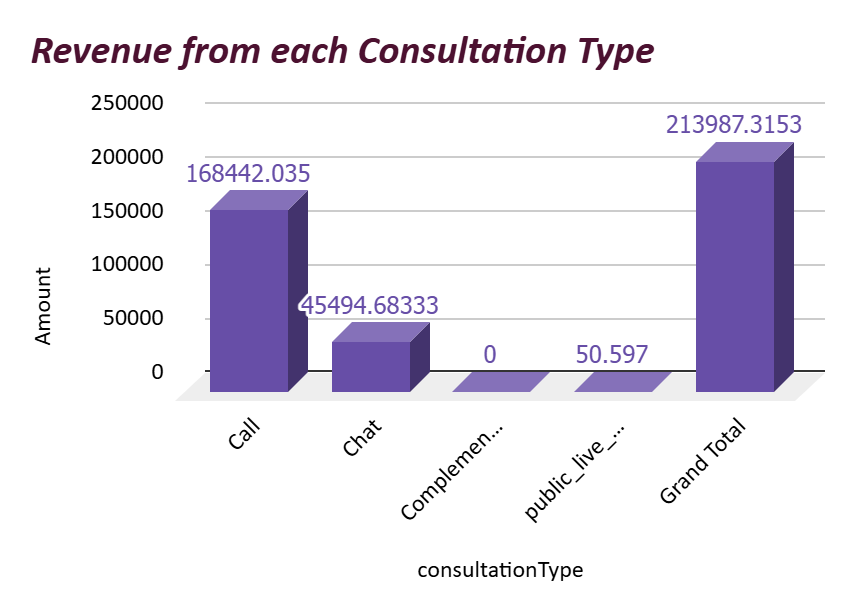 Revenue from each Consultation Type
250000
200000
150000
100000
50000
0
Amount
168442.035
45494.68333
0
50.597
213987.3153
Call
Chat
Complemen...
public_live_...
Grand Total
consultationType